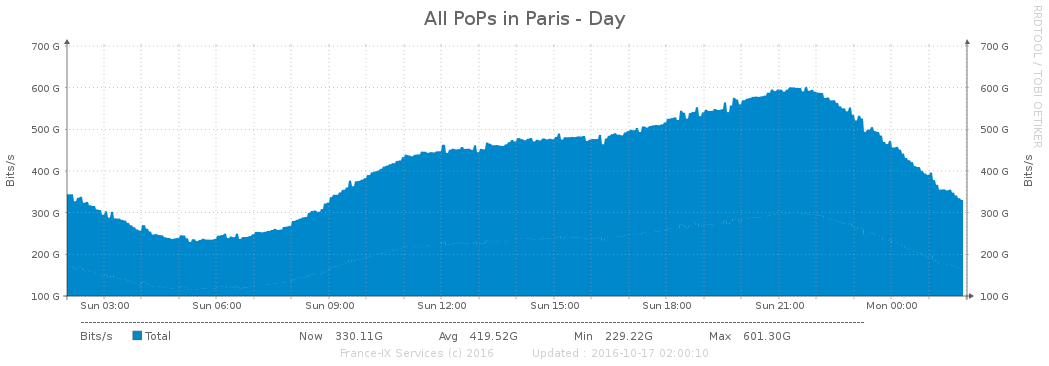 All PoPs in Paris - Day
RRDTOOL / TOBI OETIKER
Bits/s
700 G
600 G
500 G
400 G
300 G
200 G
100 G
700 G
600 G
500 G
400 G
300 G
200 G
100 G
Bits/s
Sun 03:00 Sun 06:00 Sun 09:00 Sun 12:00 Sun 15:00 Sun 18:00 Sun 21:00 Mon 00:00
Bits/s Total Now 330.11G Avg 419.52G Min 229.22G Max 601.30G
France-IX Services (c) 2016 Updated : 2016-10-17 02:00:10